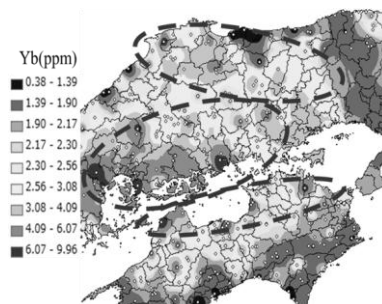 Yb(ppm)
0.38 - 1.39
1.39 - 1.90
1.90 - 2.17
2.17 - 2.30
2.30 - 2.56
2.56 - 3.08
3.08 - 4.09
4.09 - 6.07
6.07 - 9.96